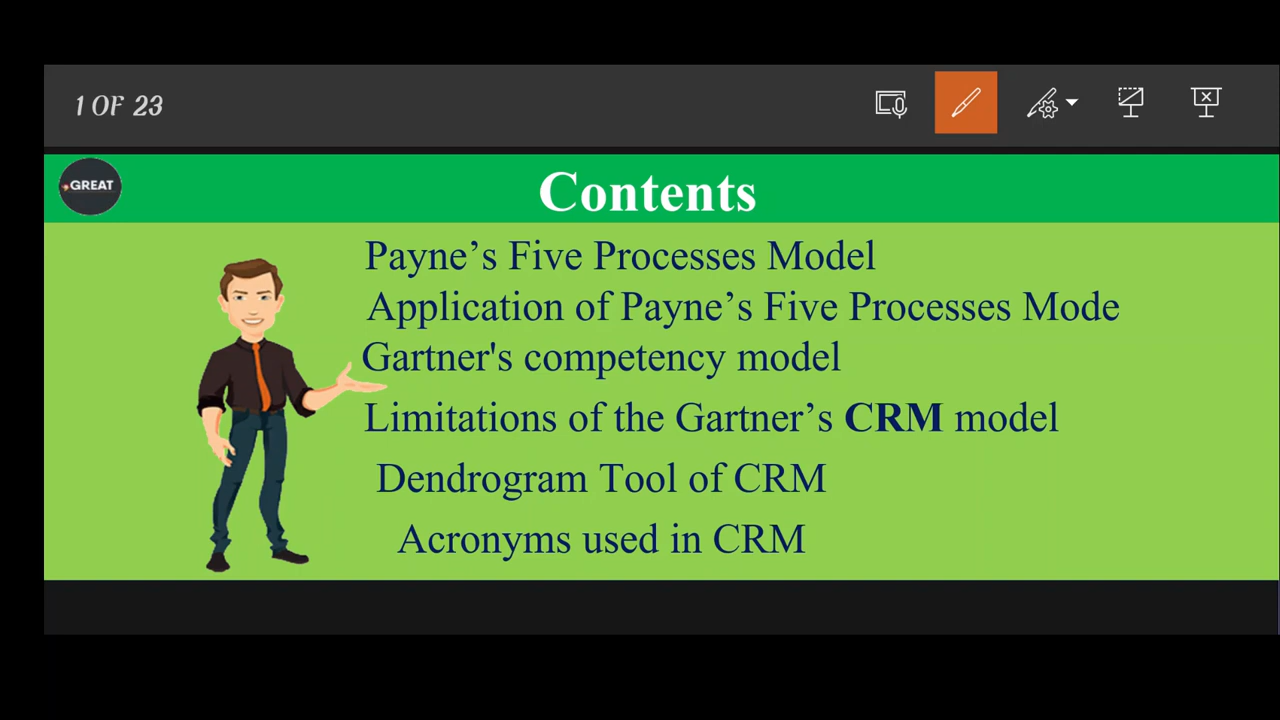 1 OF 23
GREAT
Contents
Payne’s Five Processes Model
Application of Payne’s Five Processes Mode
Gartner's competency model
Limitations of the Gartner’s CRM model
Dendrogram Tool of CRM
Acronyms used in CRM